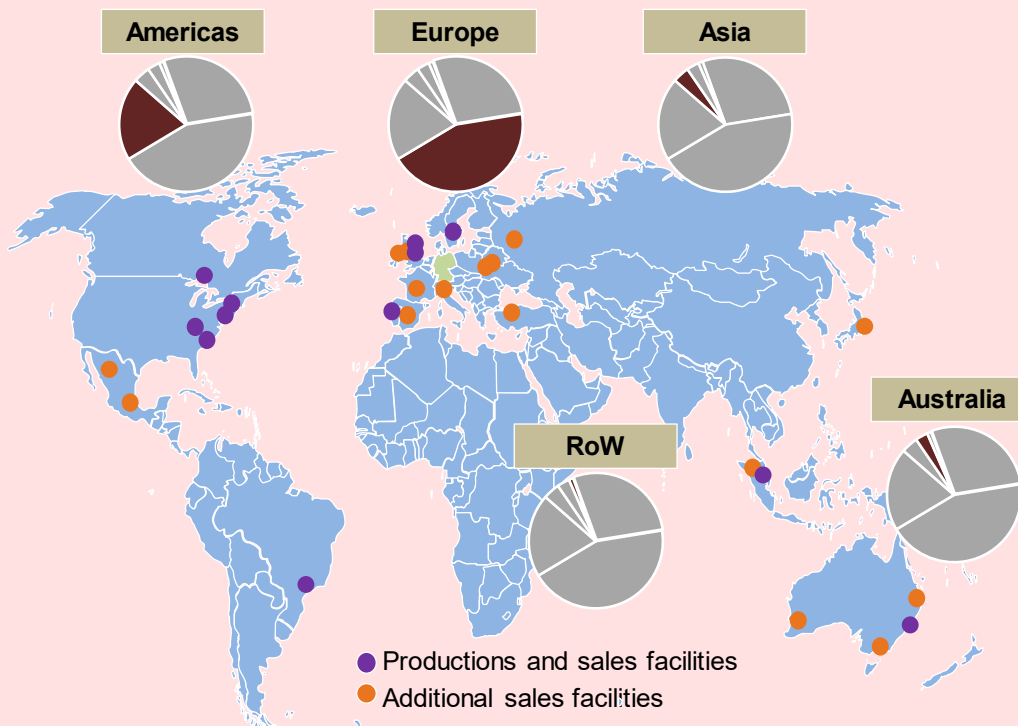 Americas
Europe
Asia
Australia
RoW
Productions and sales facilities
Additional sales facilities